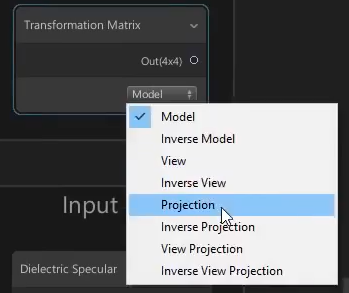 Transformation Matrix
Out(4x4)
Model
Model
Inverse Model
View
Inverse View
Projection
Inverse Projection
View Projection
Inverse View Projection
Input
Dielectric Specular